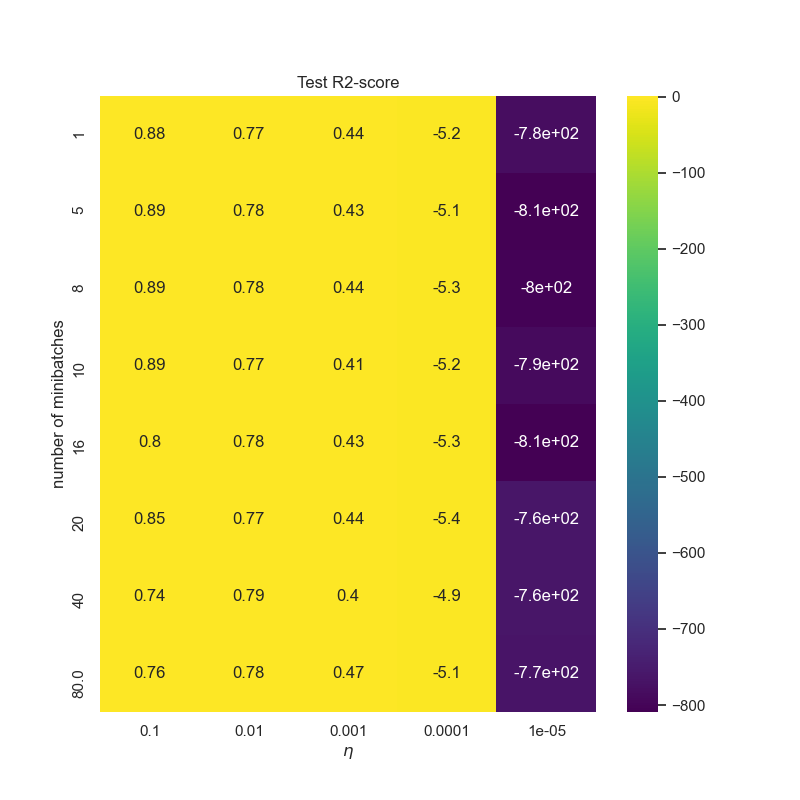 Test R2-score
number of minibatches
1 0.88 0.77 0.44 -5.2 -7.8e+02
5 0.89 0.78 0.43 -5.1 -8.1e+02
8 0.89 0.78 0.44 -5.3 -8e+02
10 0.89 0.77 0.41 -5.2 -7.9e+02
16 0.8 0.78 0.43 -5.3 -8.1e+02
20 0.85 0.77 0.44 -5.4 -7.6e+02
40 0.74 0.79 0.4 -4.9 -7.6e+02
80.0 0.76 0.78 0.47 -5.1 -7.7e+02
0.1 0.01 0.001 0.0001 1e-05
η
0
−100
−200
−300
−400
−500
−600
−700
−800